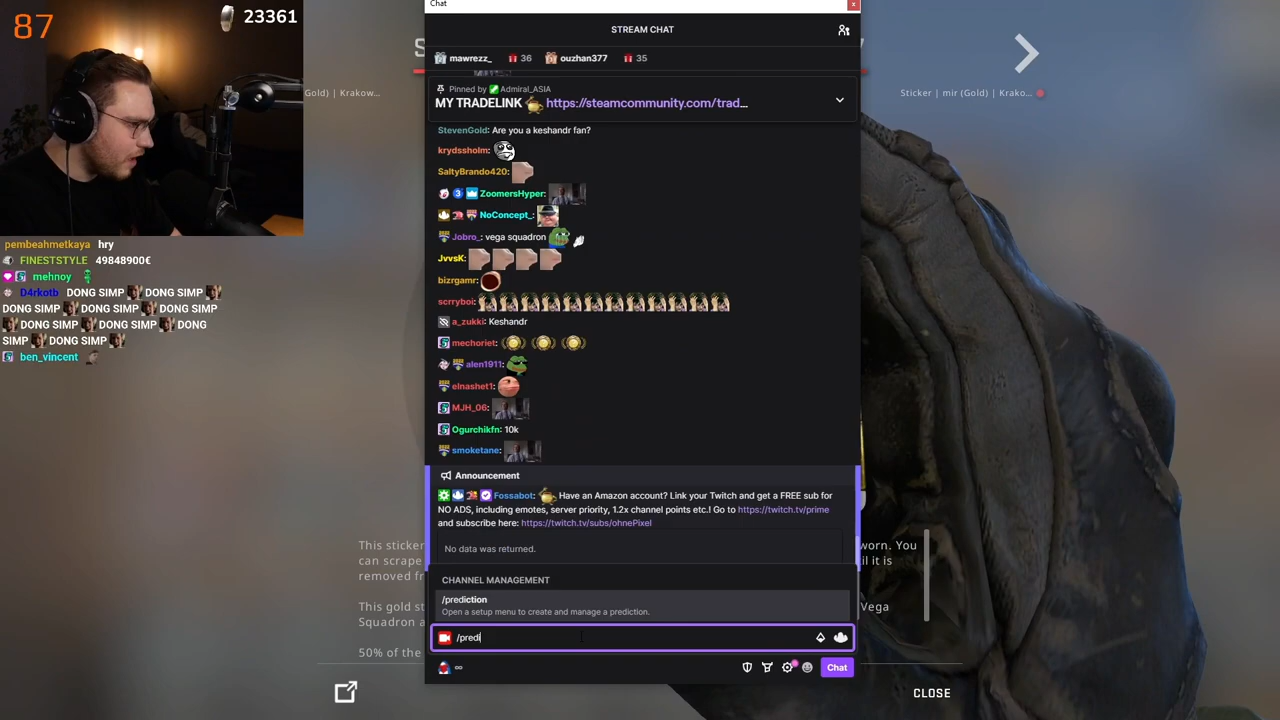 87
23361
pembeahmetkaya hry
FINESTSTYLE 49848900€
mehnoy
D4rkotb DONG SIMP DONG SIMP
DONG SIMP DONG SIMP DONG SIMP
DONG SIMP DONG SIMP DONG
SIMP DONG SIMP
ben_vincent
Chat
STREAM CHAT
mawrezz_ 36 ouzhan377 35
Pinned by Admiral_ASIA
MY TRADELINK https://steamcommunity.com/trad...
StevenGold: Are you a keshandr fan?
krydssholm:
SaltyBrando420:
3 ZoomersHyper:
NoConcept_:
Jobro_: vega squadron
JvvsK:
bizrgamr:
scrryboi:
a_zukki: Keshandr
mechoriet:
alen1911:
elnashet1:
MJH_06:
Ogurchikfn: 10k
smoketane:
Announcement
Fossabot: Have an Amazon account? Link your Twitch and get a FREE sub for
NO ADS, including emotes, server priority, 1.2x channel points etc.! Go to https://twitch.tv/prime
and subscribe here: https://twitch.tv/subs/ohnePixel
No data was returned.
CHANNEL MANAGEMENT
/prediction
Open a setup menu to create and manage a prediction.
/predi
Chat
Gold) | Krakow...
Sticker | mir (Gold) | Krako...
This sticker
can scrape
removed fr
This gold st
Squadron a
50% of the
worn. You
il it is
Vega
CLOSE